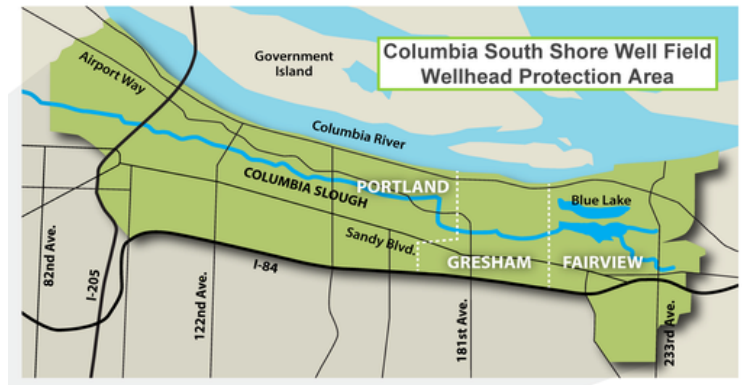 Columbia South Shore Well Field
Wellhead Protection Area
Government
Island
Airport Way
Columbia River
COLUMBIA SLOUGH
PORTLAND
Blue Lake
Sandy Blvd.
GRESHAM
FAIRVIEW
I-84
82nd Ave.
I-205
122nd Ave.
181st Ave.
233rd Ave.